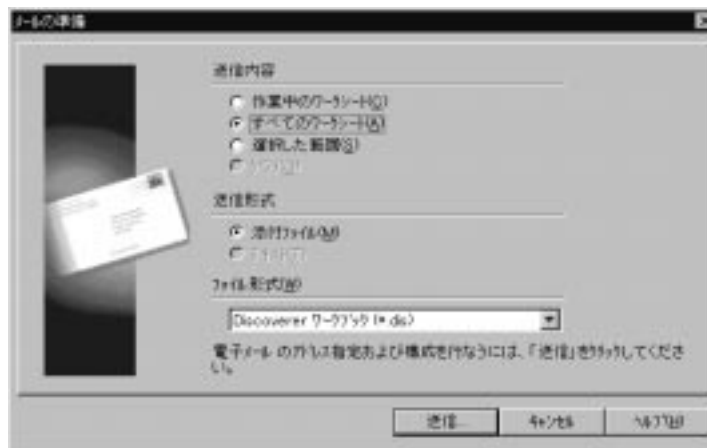 メールの準備
送信内容
作業中のワークシート(C)
すべてのワークシート(A)
選択した範囲(S)
送信形式
添付ファイル(M)
ファイル形式(W)
Discoverer ワークブック (*.dis)
電子メール のアドレス指定および構成を行なうには、「送信」をクリックしてくださ
い。
送信...
キャンセル
ヘルプ(H)